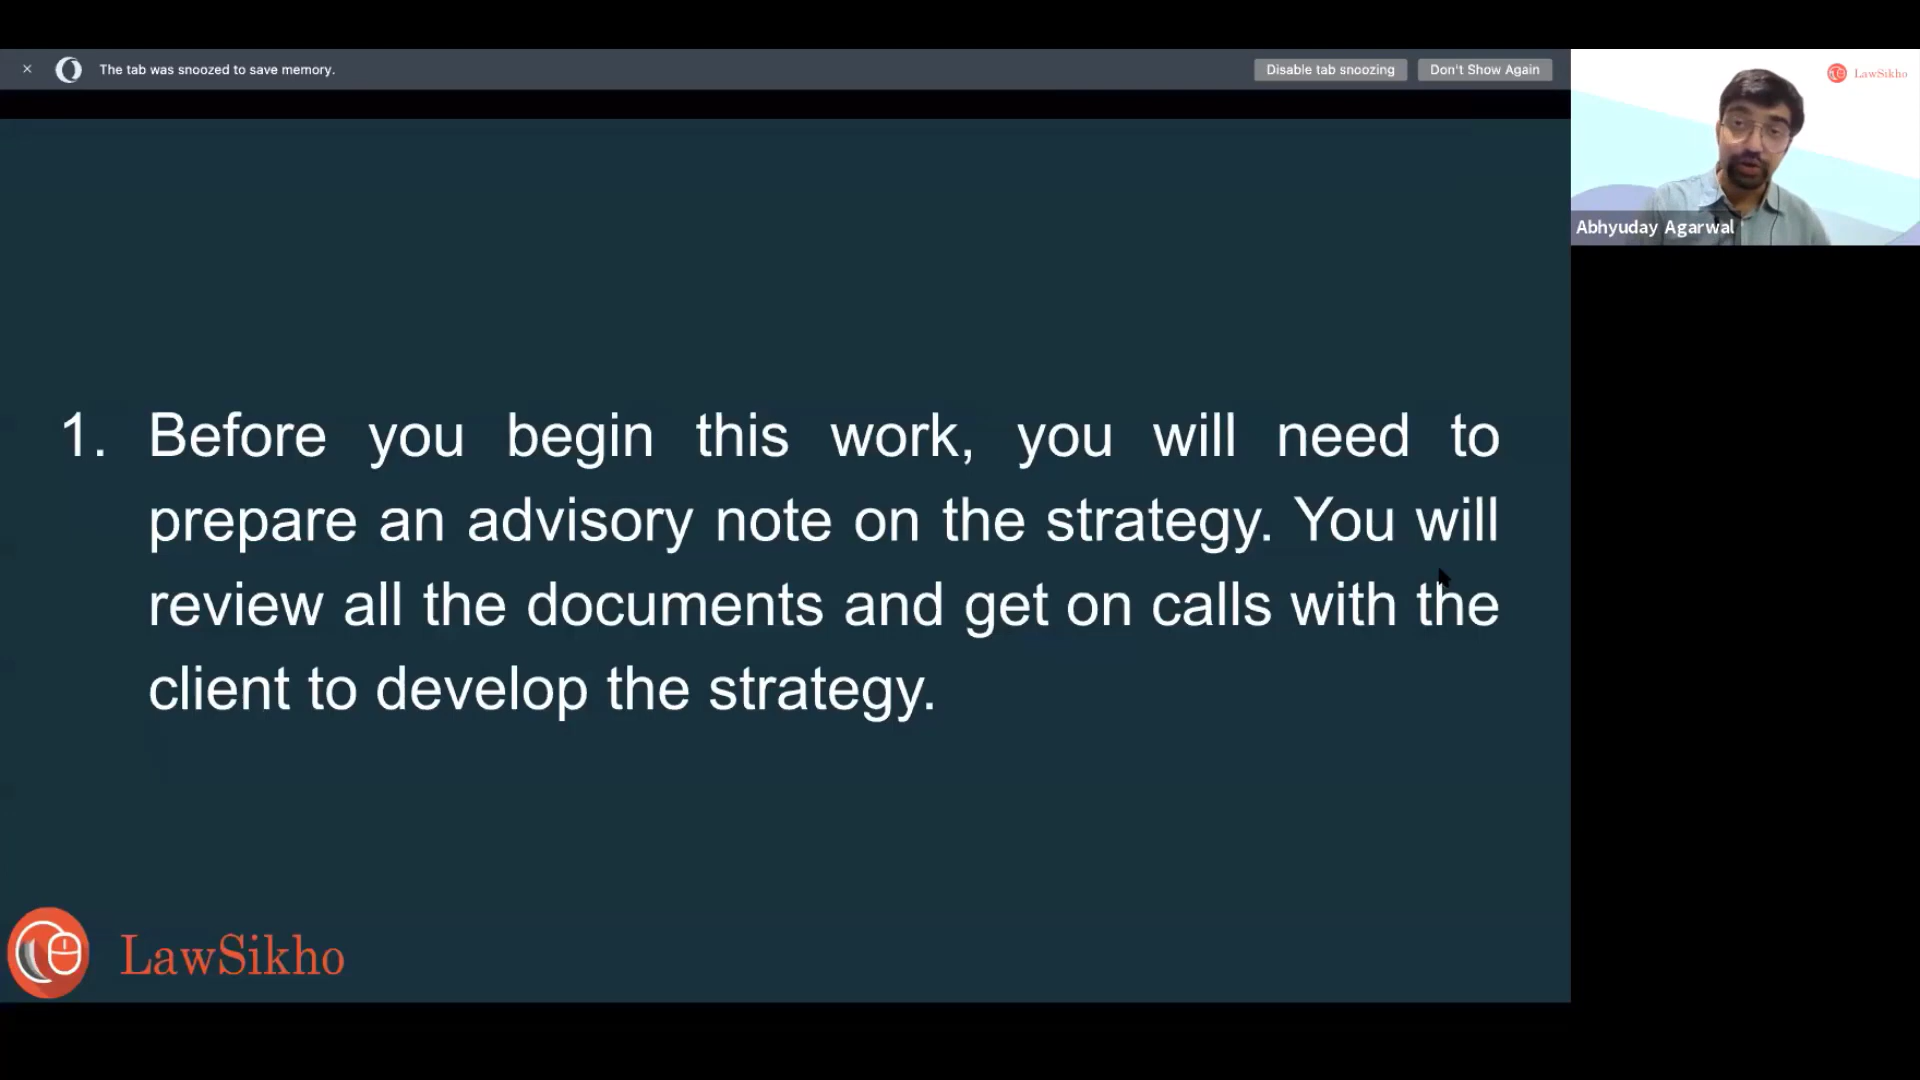 The tab was snoozed to save memory.
Disable tab snoozing
Don't Show Again
LawSikho
Abhyuday Agarwal
1. Before you begin this work, you will need to
prepare an advisory note on the strategy. You will
review all the documents and get on calls with the
client to develop the strategy.
LawSikho